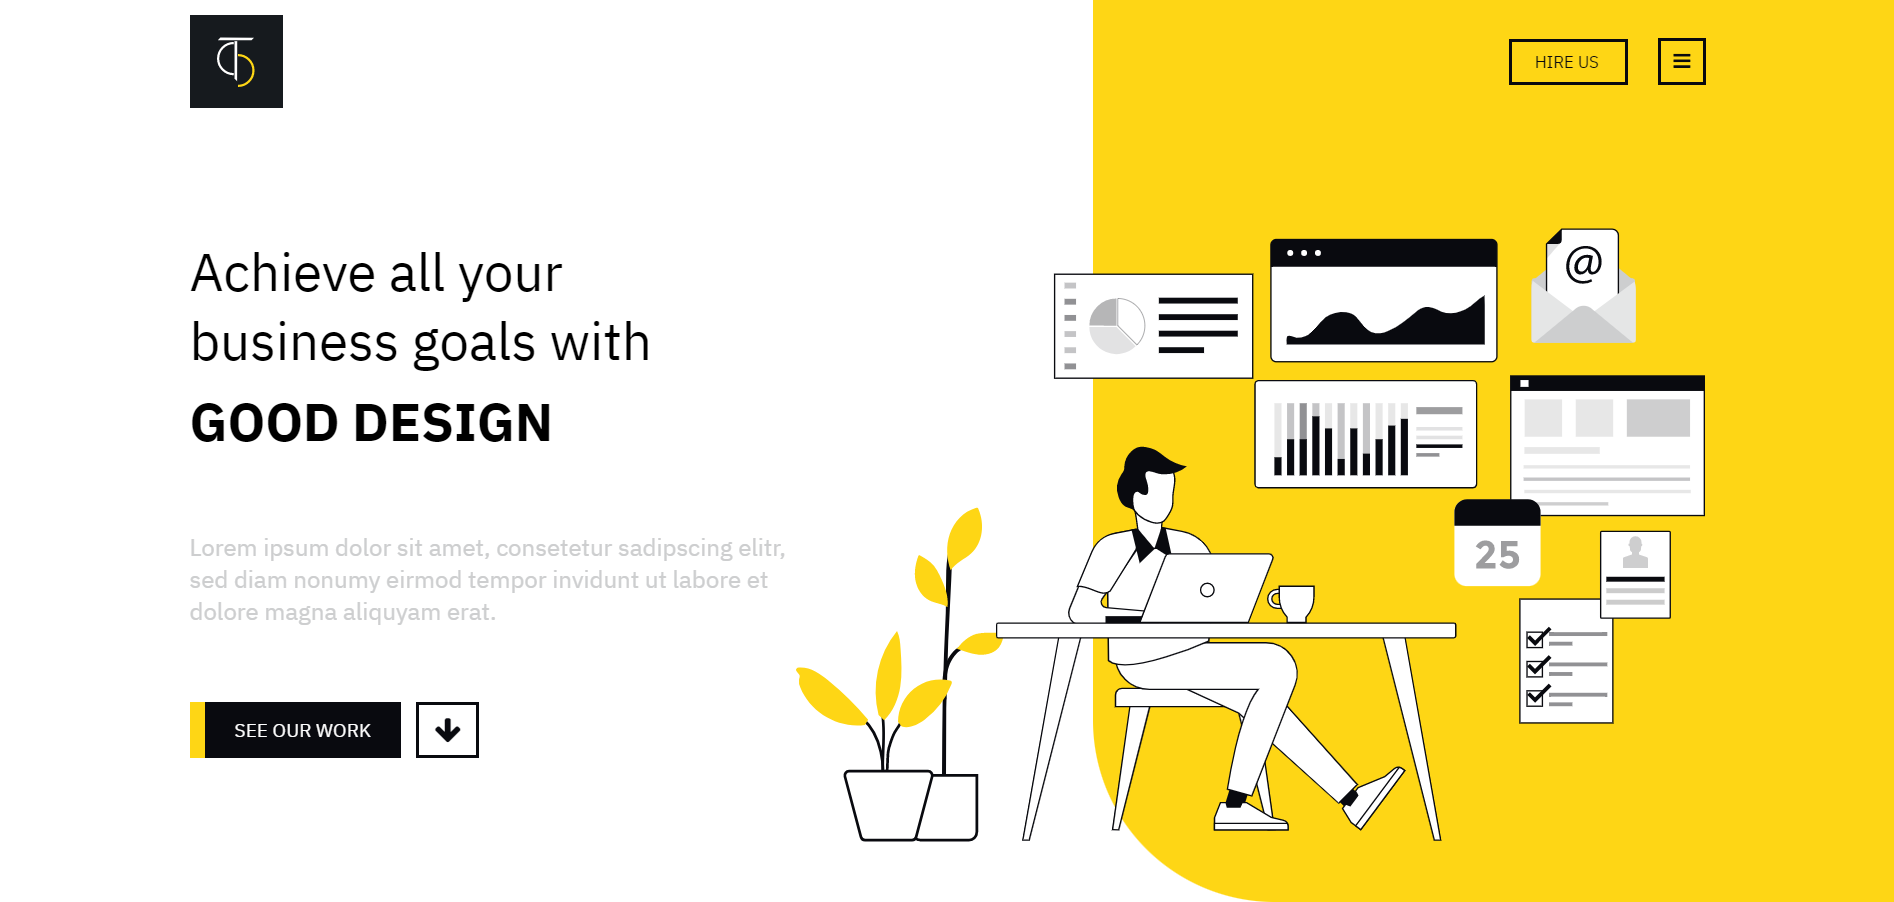 HIRE US
Achieve all your
business goals with
GOOD DESIGN
Lorem ipsum dolor sit amet, consetetur sadipscing elitr,
sed diam nonumy eirmod tempor invidunt ut labore et
dolore magna aliquyam erat.
SEE OUR WORK
@
25